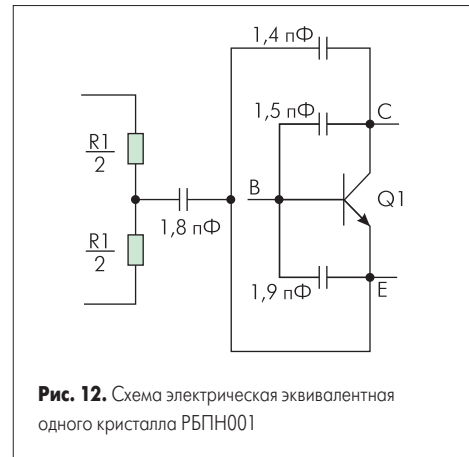 1,4 пФ
1,5 пФ
C
R1
2
B
Q1
1,8 пФ
R1
2
1,9 пФ
E
Рис. 12. Схема электрическая эквивалентная
одного кристалла РБПН001